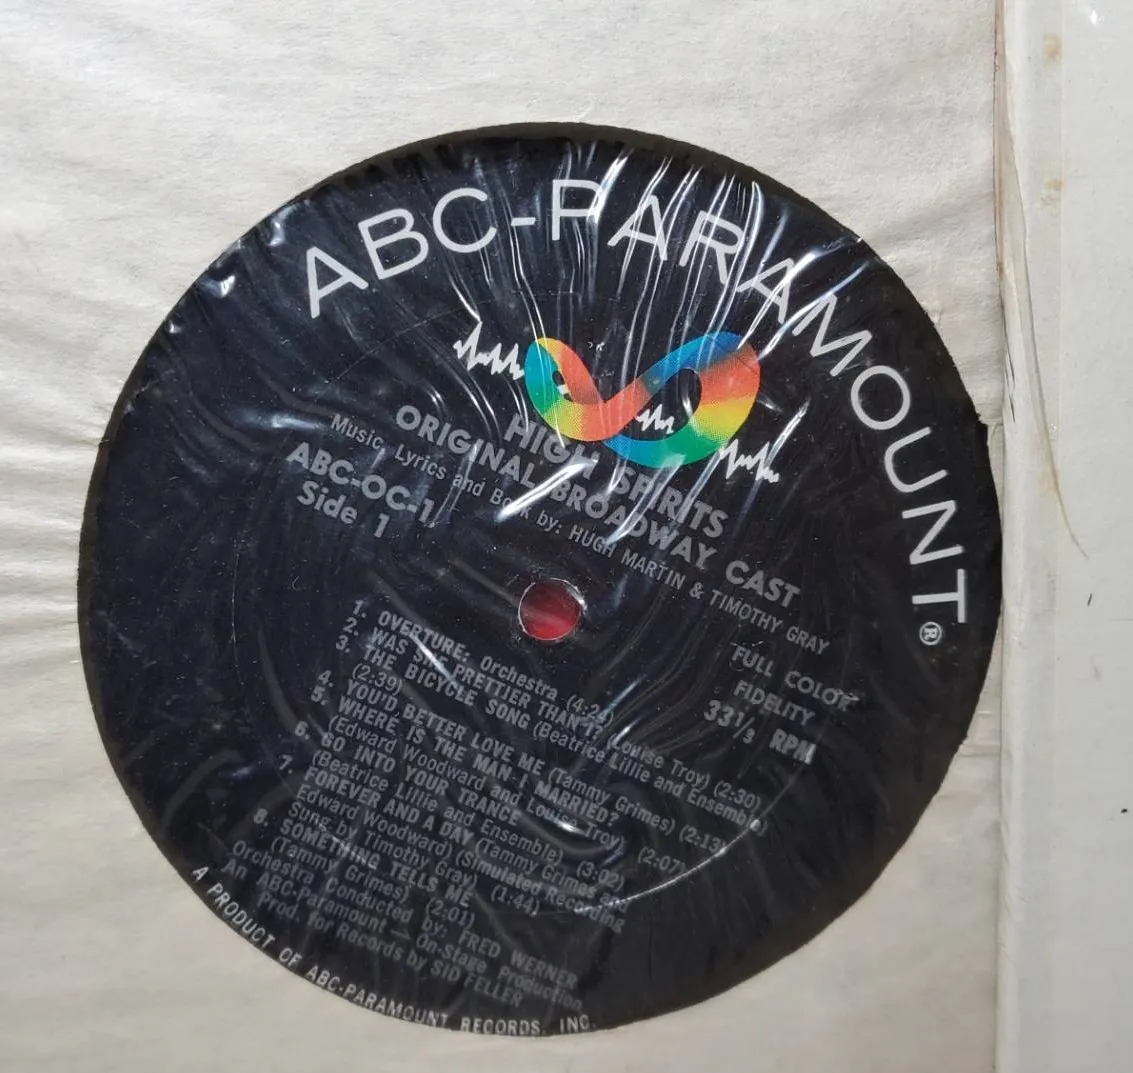 ABC-PARAMOUNT®
HIGH SPIRITS
ORIGINAL BROADWAY CAST
Music, Lyrics and Book by: HUGH MARTIN & TIMOTHY GRAY
ABC-OC-1
Side 1
FULL COLOR
FIDELITY
33 1/3 RPM
1. OVERTURE: Orchestra
2. WAS SHE PRETTIER THAN I? (Louise Troy) (2:30)
3. THE BICYCLE SONG (Beatrice Lillie and Ensemble)
(2:39)
4. YOU'D BETTER LOVE ME (Tammy Grimes) (2:13)
5. WHERE IS THE MAN I MARRIED?
(Edward Woodward and Louise Troy) (2:07)
6. GO INTO YOUR TRANCE
(Beatrice Lillie and Ensemble) (3:02)
7. FOREVER AND A DAY (Tammy Grimes and
Edward Woodward) (Simulated Recording
Sung by Timothy Gray) (1:44)
8. SOMETHING TELLS ME
(Tammy Grimes) (2:01)
Orchestra Conducted by: FRED WERNER
An ABC-Paramount — On-Stage Production
Prod. for Records by SID FELLER
A PRODUCT OF ABC-PARAMOUNT RECORDS, INC.